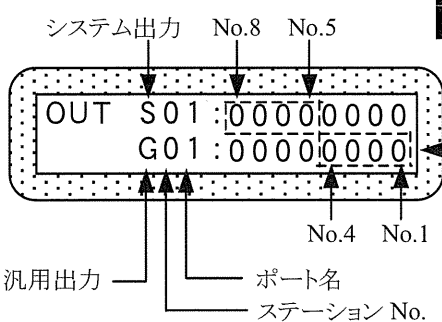 システム出力 No.8 No.5
OUT S01:00000000
G01:00000000
No.4 No.1
汎用出力 ポート名
ステーション No.